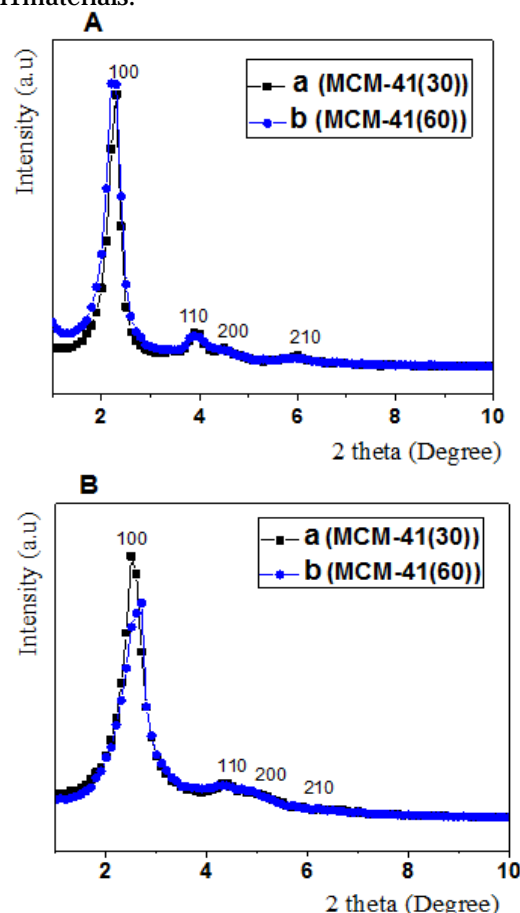 materials.
A
100
a (MCM-41(30))
b (MCM-41(60))
Intensity (a.u)
110
200
210
2 4 6 8 10
2 theta (Degree)
B
100
a (MCM-41(30))
b (MCM-41(60))
Intensity (a.u)
110
200
210
2 4 6 8 10
2 theta (Degree)